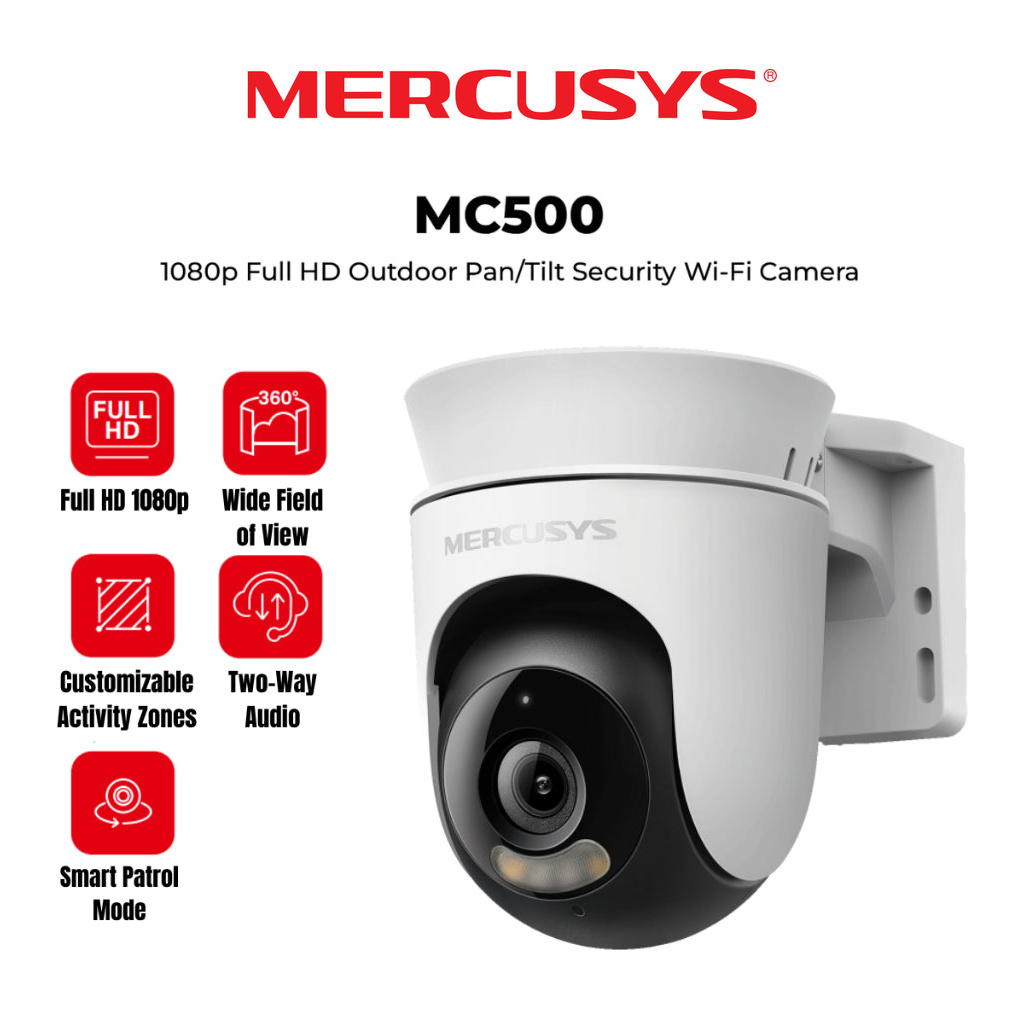 MERCUSYS®
MC500
1080p Full HD Outdoor Pan/Tilt Security Wi-Fi Camera
FULL
HD
Full HD 1080p
360°
Wide Field
of View
Customizable
Activity Zones
Two-Way
Audio
Smart Patrol
Mode
MERCUSYS